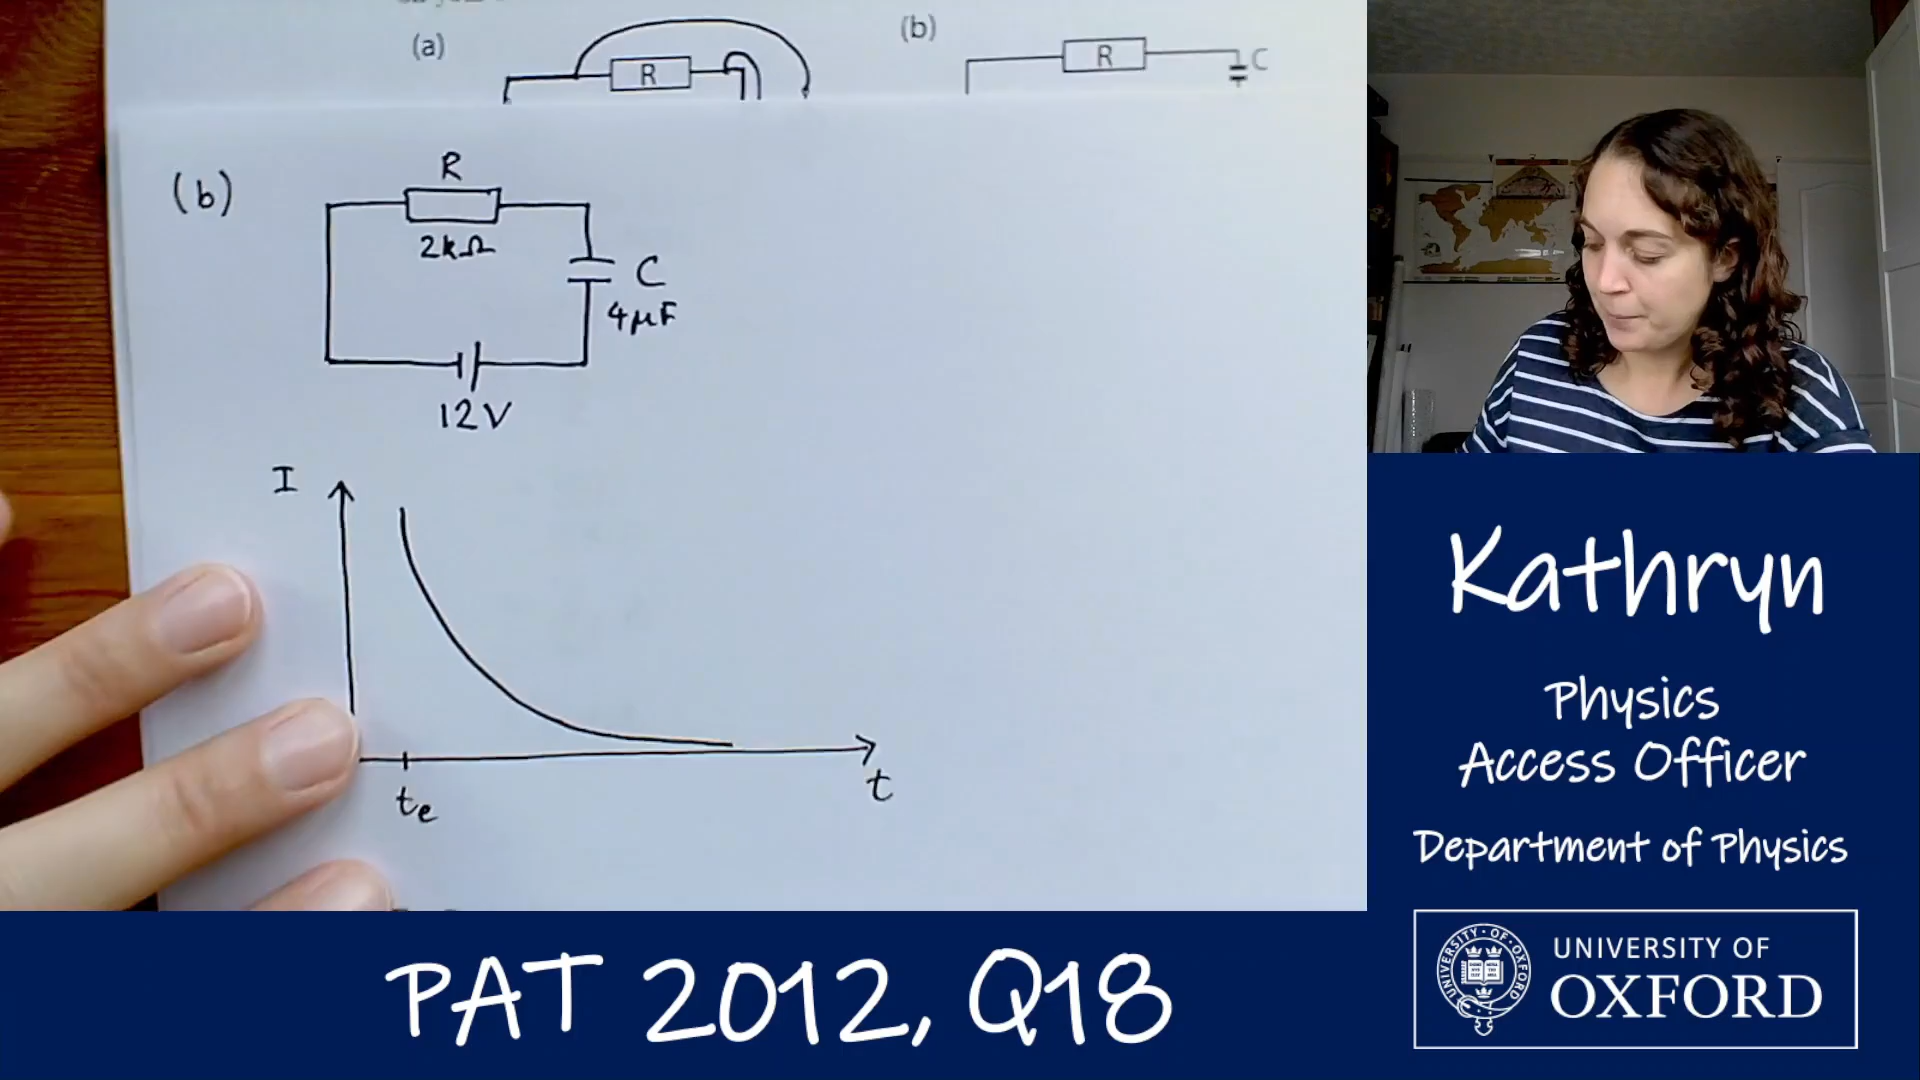 (a)
R
(b)
R
C
(b)
R
2kΩ
C
4μF
12V
I
te
t
Kathryn
Physics
Access Officer
Department of Physics
UNIVERSITY OF
OXFORD
PAT 2012, Q18